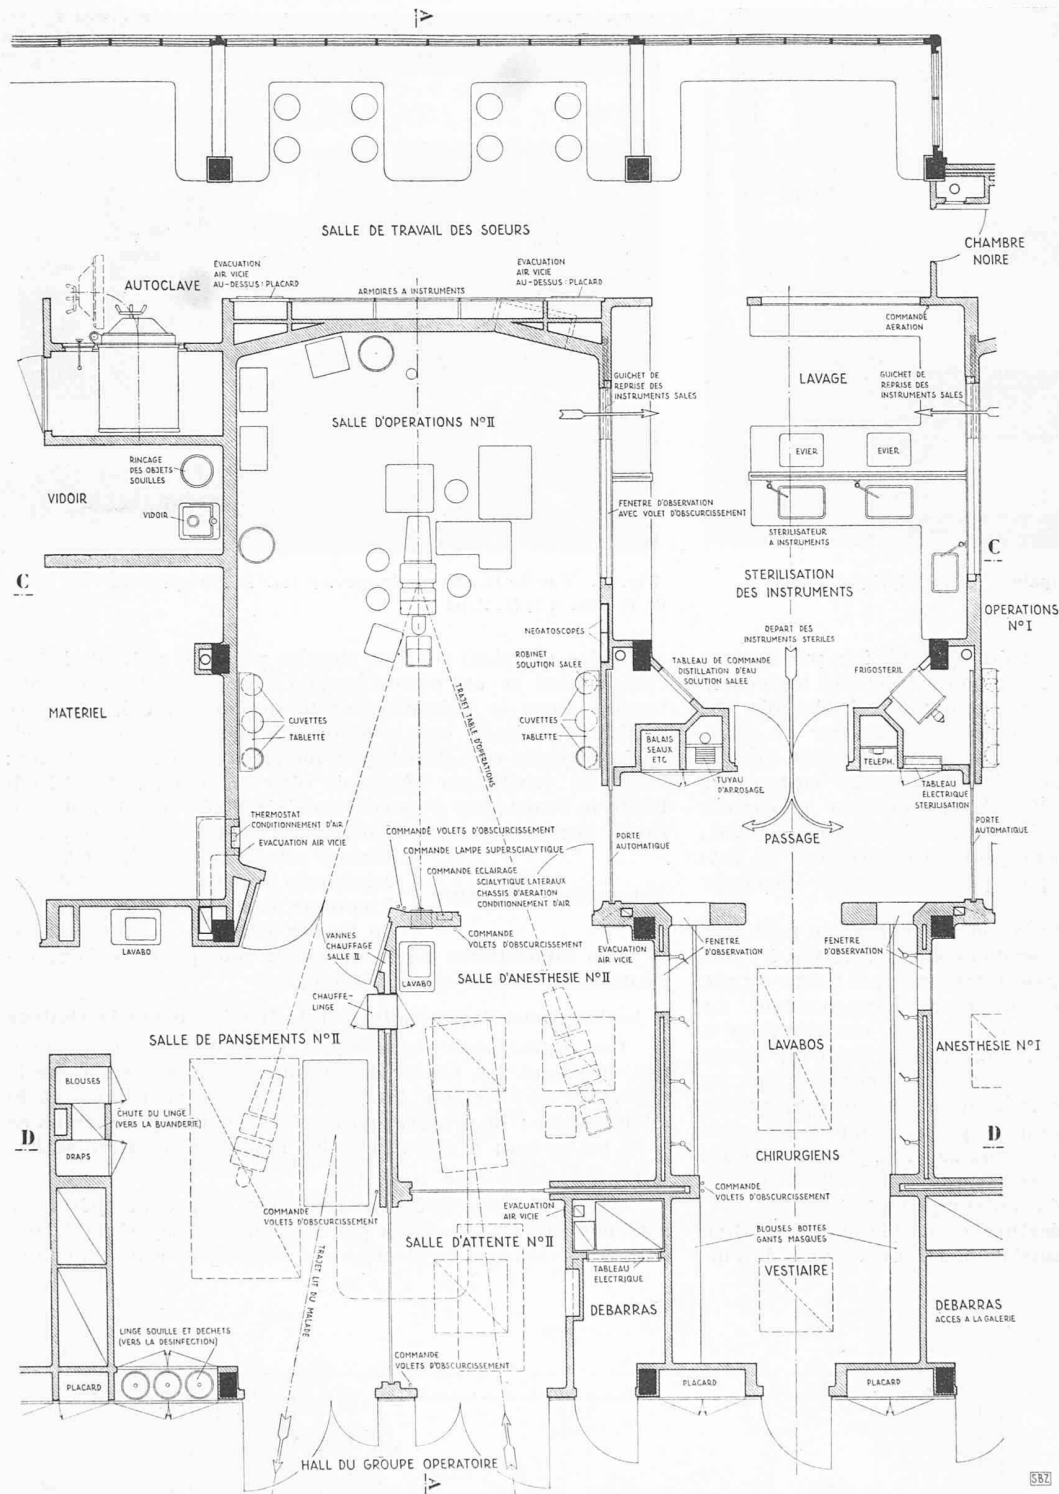 A
SALLE DE TRAVAIL DES SOEURS
CHAMBRE
NOIRE
AUTOCLAVE
EVACUATION
AIR VICIE
AU-DESSUS: PLACARD
ARMOIRES A INSTRUMENTS
EVACUATION
AIR VICIE
AU-DESSUS: PLACARD
COMMANDE
AERATION
GUICHET DE
REPRISE DES
INSTRUMENTS SALES
LAVAGE
GUICHET DE
REPRISE DES
INSTRUMENTS SALES
SALLE D'OPERATIONS NºII
EVIER
EVIER
RINCAGE
DES OBJETS
SOUILLES
VIDOIR
VIDOIR
FENETRE D'OBSERVATION
AVEC VOLET D'OBSCURCISSEMENT
STERILISATEUR
A INSTRUMENTS
C
C
STERILISATION
DES INSTRUMENTS
OPERATIONS
NºI
NEGATOSCOPES
DEPART DES
INSTRUMENTS STERILES
ROBINET
SOLUTION SALEE
TABLEAU DE COMMANDE
DISTILLATION D'EAU
SOLUTION SALEE
FRIGOSTERIL
TRAJET TABLE D'OPERATIONS
MATERIEL
CUVETTES
TABLETTE
CUVETTES
TABLETTE
BALAIS
SEAUX
ETC
TELEPH.
TUYAU
D'ARROSAGE
TABLEAU
ELECTRIQUE
STERILISATION
THERMOSTAT
CONDITIONNEMENT D'AIR
EVACUATION AIR VICIE
COMMANDE VOLETS D'OBSCURCISSEMENT
COMMANDE LAMPE SUPERSCIALYTIQUE
COMMANDE ECLAIRAGE
SCIALYTIQUE LATERAUX
CHASSIS D'AERATION
CONDITIONNEMENT D'AIR
PORTE
AUTOMATIQUE
PASSAGE
PORTE
AUTOMATIQUE
LAVABO
VANNES
CHAUFFAGE
SALLE II
COMMANDE
VOLETS D'OBSCURCISSEMENT
EVACUATION
AIR VICIE
FENETRE
D'OBSERVATION
FENETRE
D'OBSERVATION
LAVABO
SALLE D'ANESTHESIE NºII
CHAUFFE-
LINGE
SALLE DE PANSEMENTS NºII
LAVABOS
ANESTHESIE NºI
BLOUSES
CHUTE DU LINGE
(VERS LA BUANDERIE)
D
DRAPS
D
CHIRURGIENS
COMMANDE
VOLETS D'OBSCURCISSEMENT
COMMANDE
VOLETS D'OBSCURCISSEMENT
EVACUATION
AIR VICIE
SALLE D'ATTENTE NºII
BLOUSES BOTTES
GANTS MASQUES
TABLEAU
ELECTRIQUE
VESTIAIRE
TRAJET LIT DU MALADE
DEBARRAS
DEBARRAS
ACCES A LA GALERIE
LINGE SOUILLE ET DECHETS
(VERS LA DESINFECTION)
COMMANDE
VOLETS D'OBSCURCISSEMENT
PLACARD
PLACARD
PLACARD
HALL DU GROUPE OPERATOIRE
A
SBZ